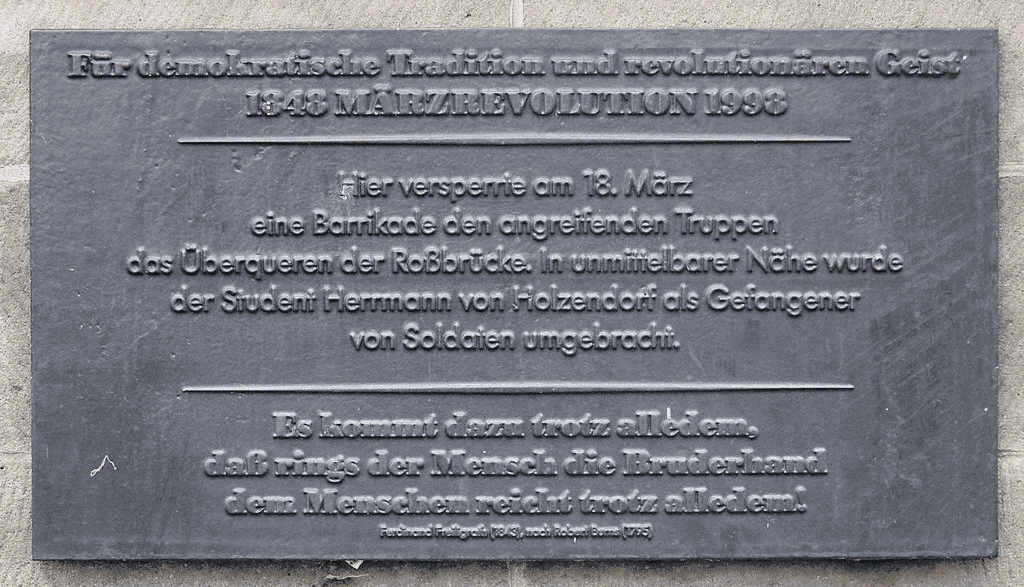 Für demokratische Tradition und revolutionären Geist
1848 MÄRZREVOLUTION 1998
Hier versperrte am 18. März
eine Barrikade den angreifenden Truppen
das Überqueren der Roßbrücke. In unmittelbarer Nähe wurde
der Student Herrmann von Holzendorf als Gefangener
von Soldaten umgebracht.
Es kommt dazu trotz alledem,
daß rings der Mensch die Bruderhand
dem Menschen reicht trotz alledem!
Ferdinand Freiligrath (1843), nach Robert Burns (1795)